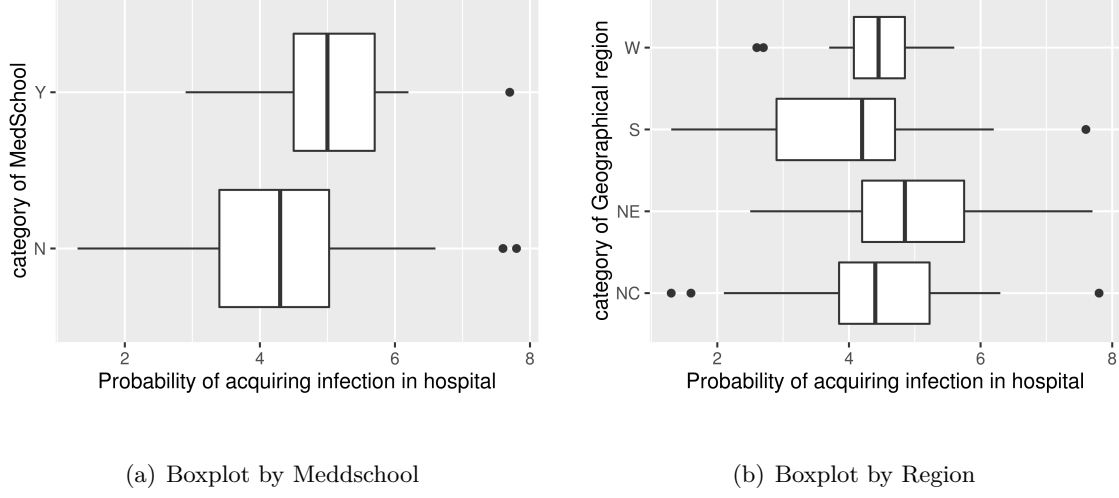 category of MedSchool
Y
N
2 4 6 8
Probability of acquiring infection in hospital
(a) Boxplot by Meddschool
category of Geographical region
W
S
NE
NC
2 4 6 8
Probability of acquiring infection in hospital
(b) Boxplot by Region